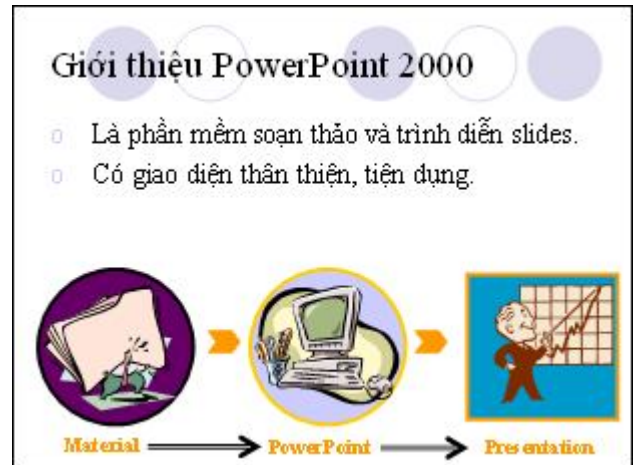 Giới thiệu PowerPoint 2000
Là phần mềm soạn thảo và trình diễn slides.
Có giao diện thân thiện, tiện dụng.
Material PowerPoint Presentation